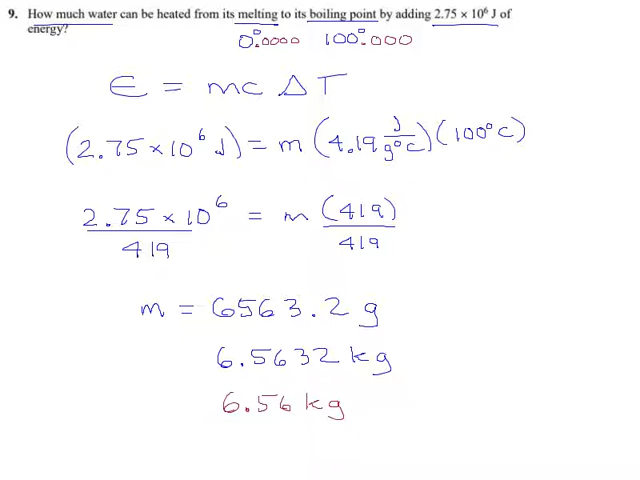 9. How much water can be heated from its melting to its boiling point by adding 2.75 × 10⁶ J of
energy?
0°.0000 100°.000
E = mc ΔT
(2.75 × 10⁶ J) = m (4.19 J/g°C)(100°C)
2.75 × 10⁶/419 = m (419)/419
m = 6563.2 g
6.5632 kg
6.56 kg